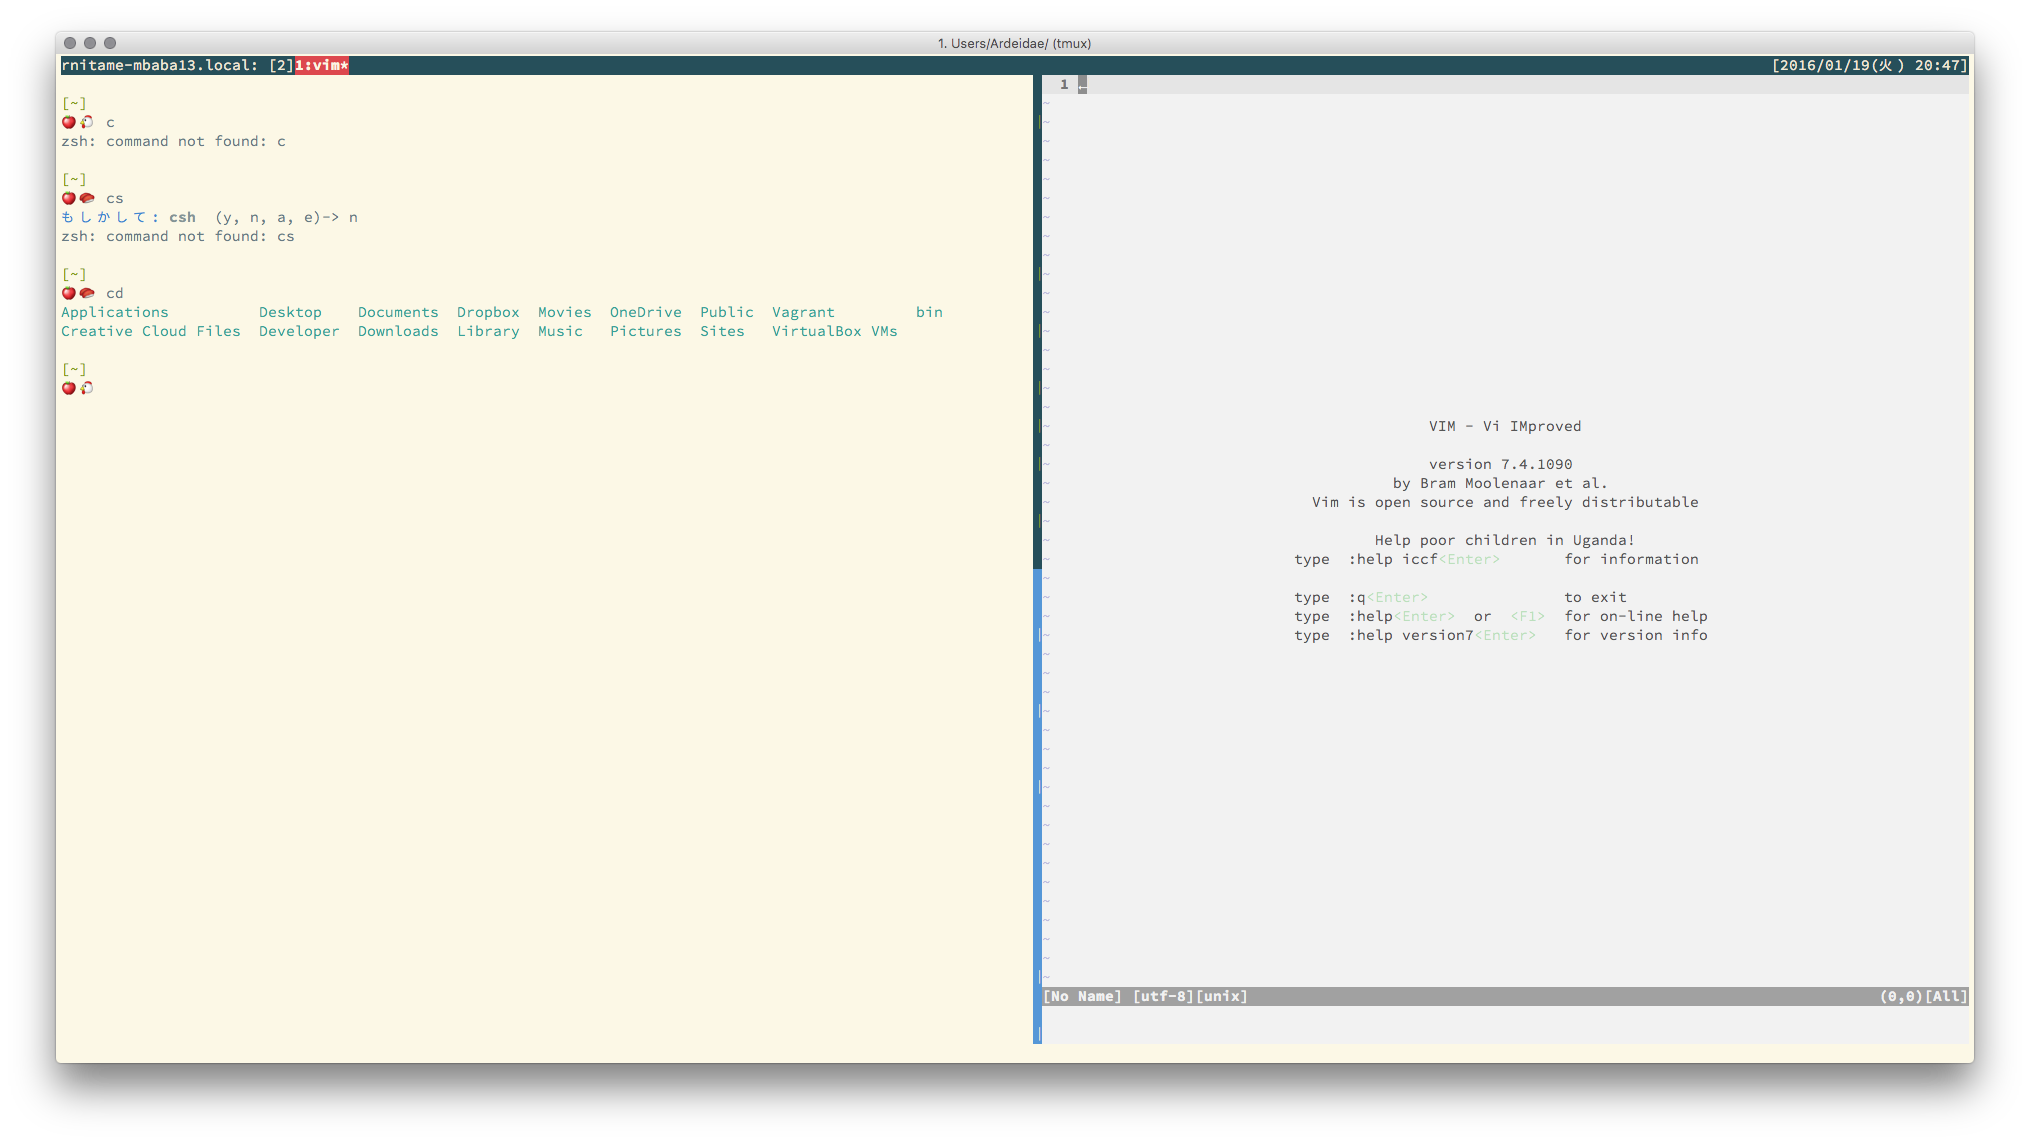 1. Users/Ardeidae/ (tmux)
rnitame-mbaba13.local: [2]1:vim* [2016/01/19(火) 20:47]
[~]
🍎🐔 c
zsh: command not found: c
[~]
🍎🍣 cs
もしかして: csh (y, n, a, e)-> n
zsh: command not found: cs
[~]
🍎🍣 cd
Applications Desktop Documents Dropbox Movies OneDrive Public Vagrant bin
Creative Cloud Files Developer Downloads Library Music Pictures Sites VirtualBox VMs
[~]
🍎🐔
1
VIM - Vi IMproved
version 7.4.1090
by Bram Moolenaar et al.
Vim is open source and freely distributable
Help poor children in Uganda!
type :help iccf<Enter> for information
type :q<Enter> to exit
type :help<Enter> or <F1> for on-line help
type :help version7<Enter> for version info
[No Name] [utf-8][unix] (0,0)[All]